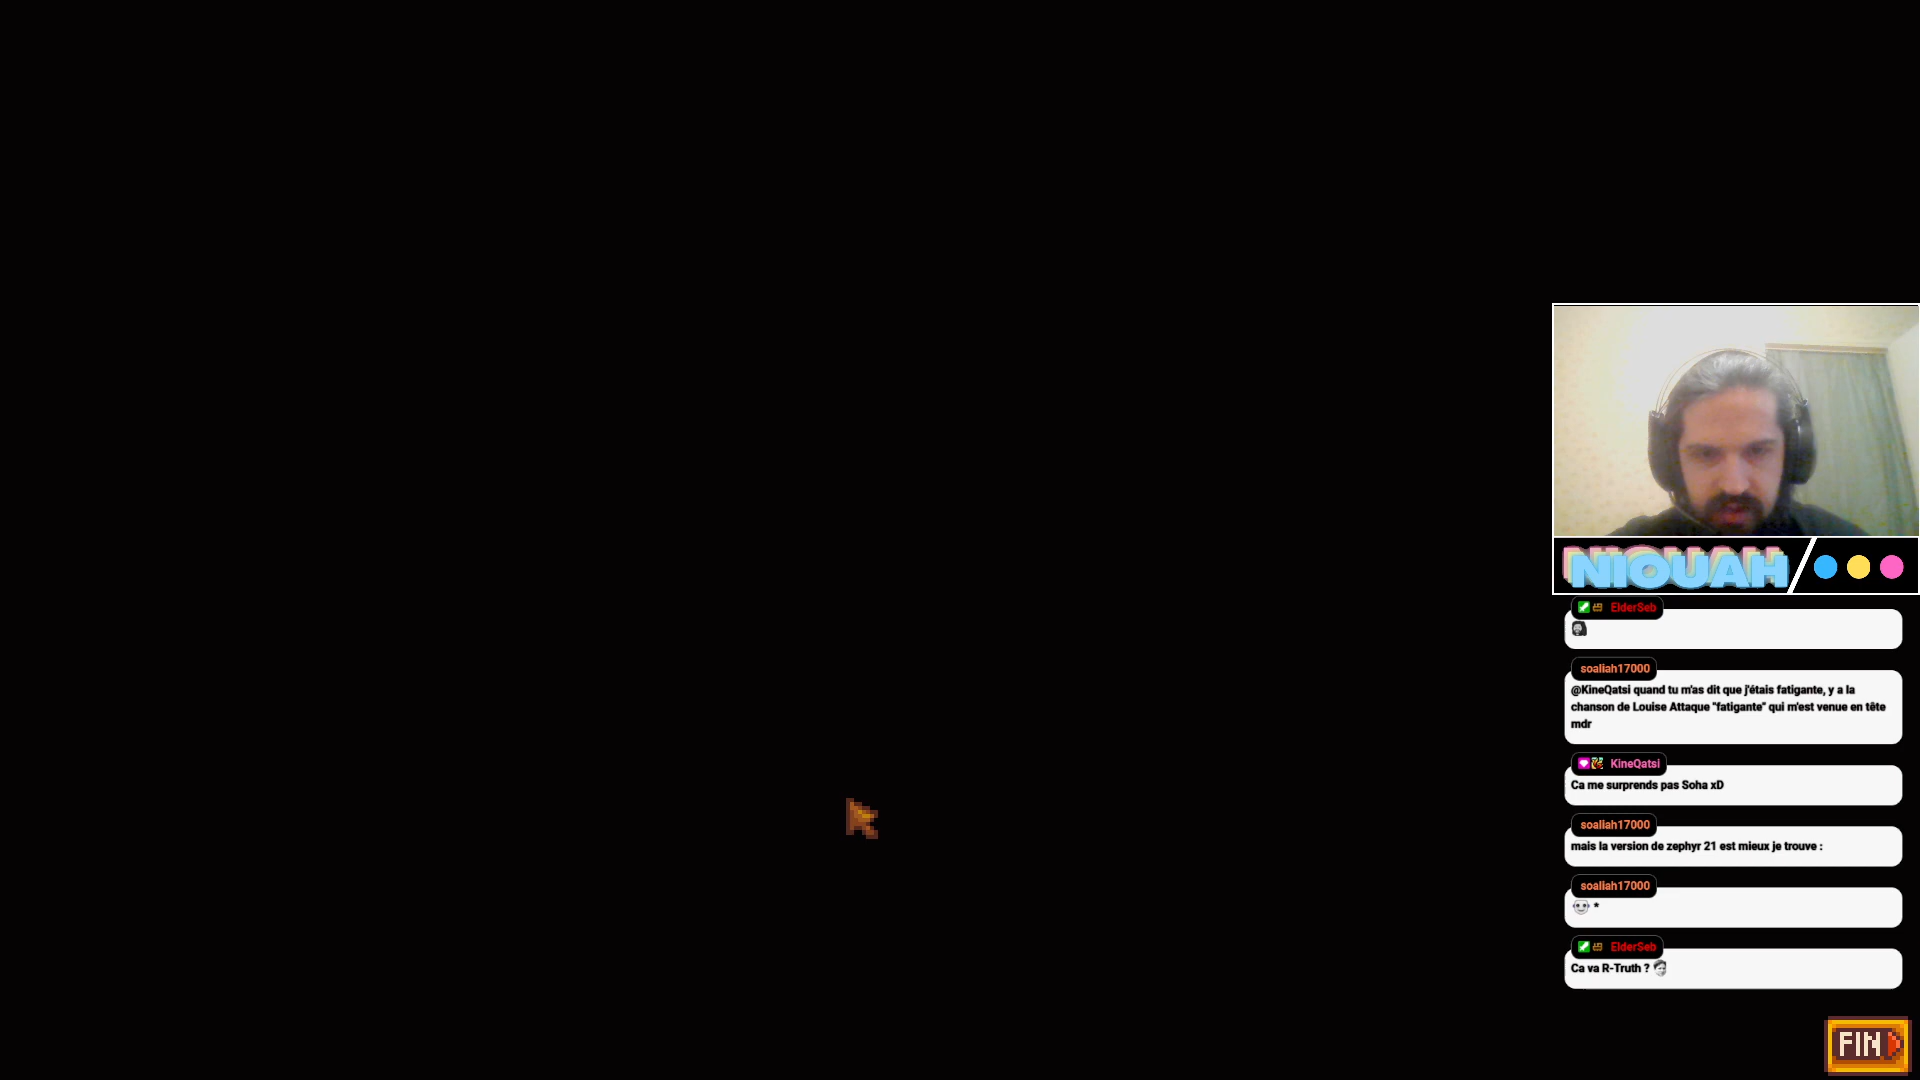 NIOUAH
ElderSeb
soaliah17000
@KineQatsi quand tu m'as dit que j'étais fatigante, y a la
chanson de Louise Attaque "fatigante" qui m'est venue en tête
mdr
KineQatsi
Ca me surprends pas Soha xD
soaliah17000
mais la version de zephyr 21 est mieux je trouve :
soaliah17000
*
ElderSeb
Ca va R-Truth ?
FIN